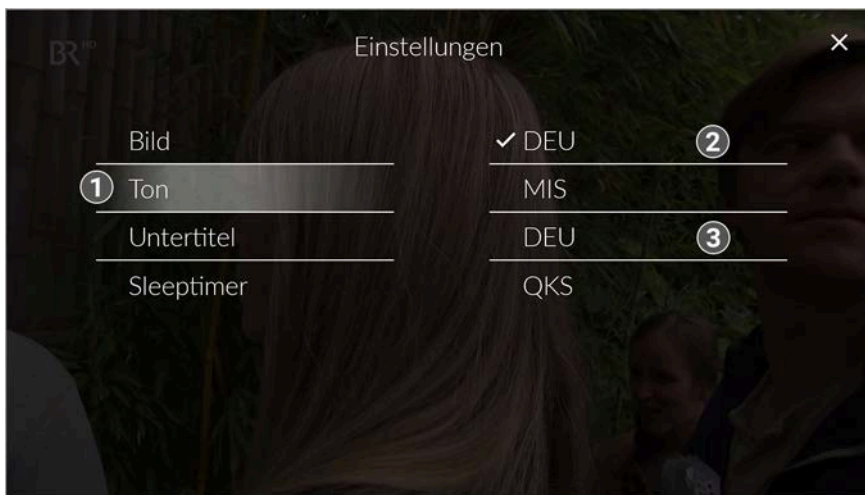 BR HD
Einstellungen
Bild
✓ DEU
2
1
Ton
MIS
Untertitel
DEU
3
Sleeptimer
QKS